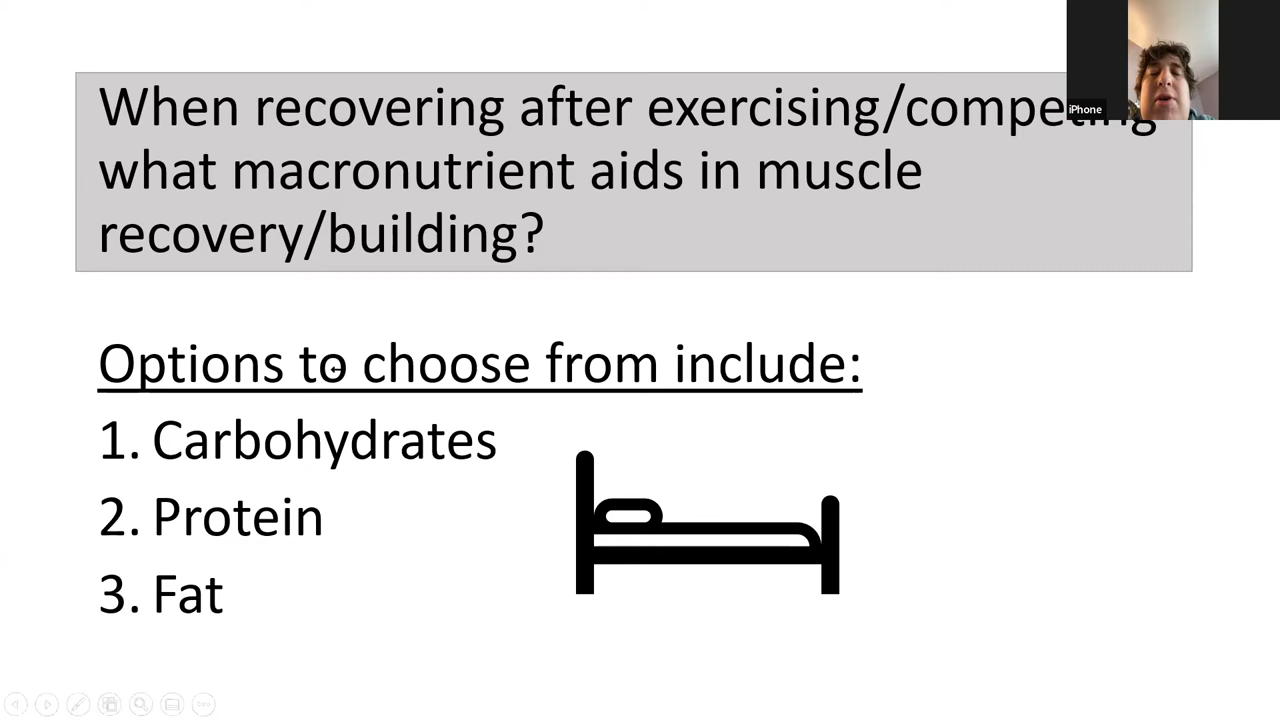 When recovering after exercising/competing
what macronutrient aids in muscle
recovery/building?
iPhone
Options to choose from include:
1. Carbohydrates
2. Protein
3. Fat